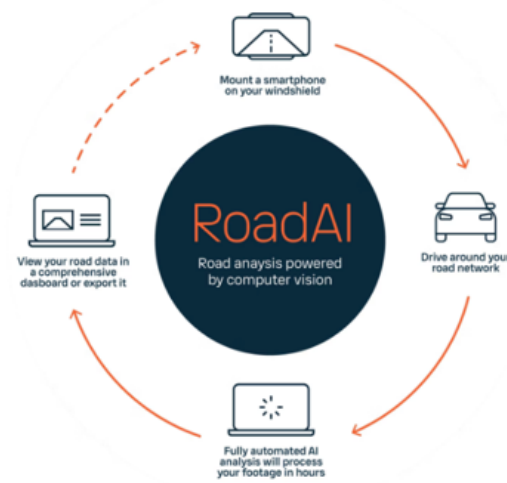 Mount a smartphone
on your windshield
RoadAI
Road anaysis powered
by computer vision
Drive around your
road network
Fully automated AI
analysis will process
your footage in hours
View your road data in
a comprehensive
dasboard or export it